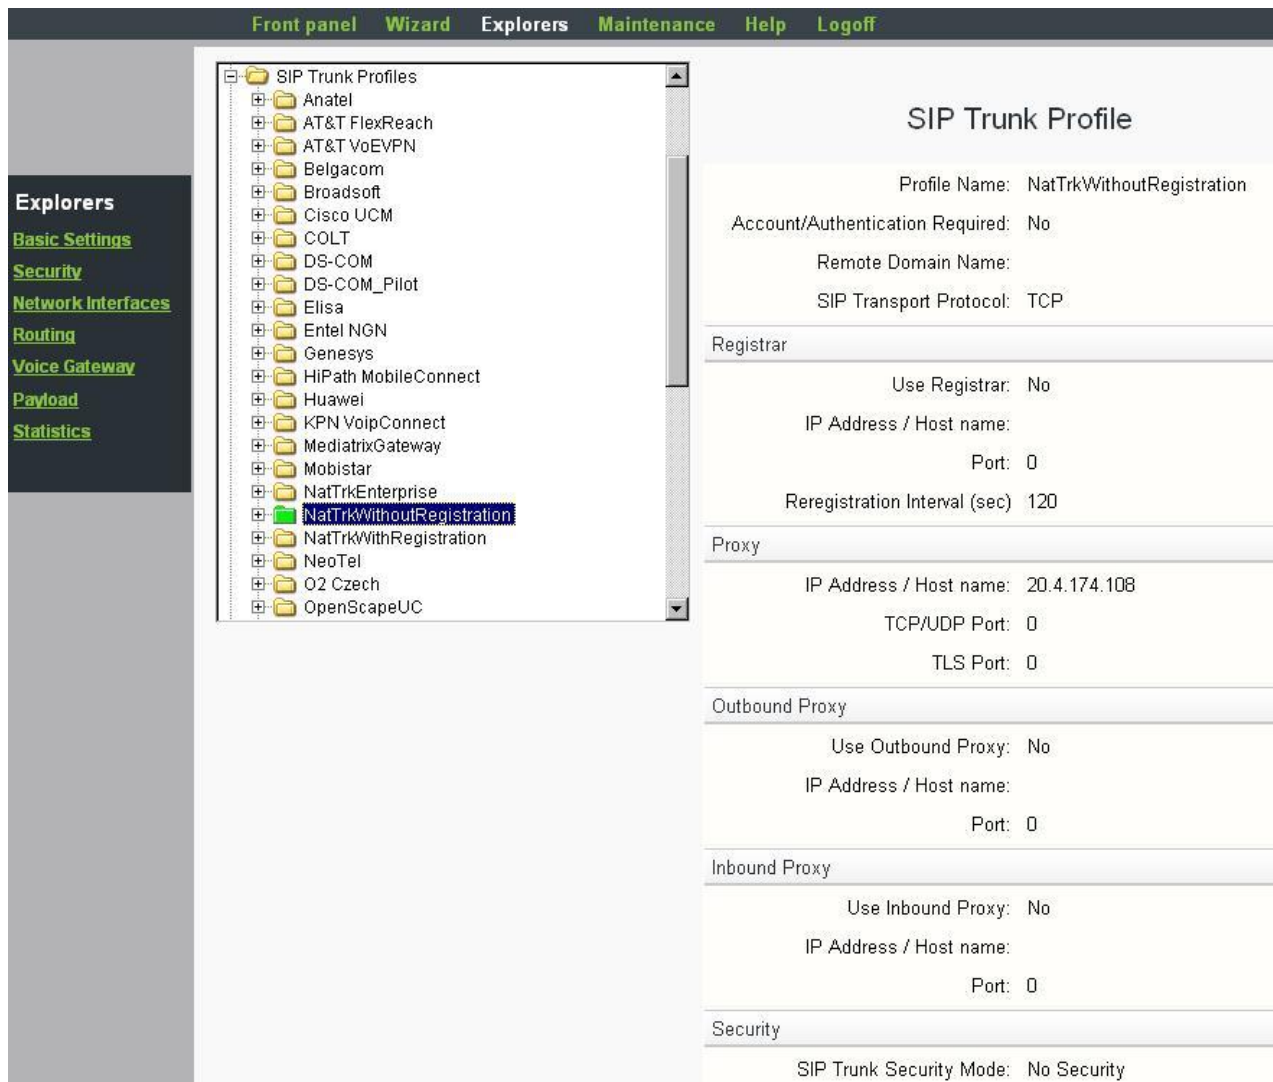 Front panel Wizard Explorers Maintenance Help Logoff
Explorers
Basic Settings
Security
Network Interfaces
Routing
Voice Gateway
Payload
Statistics
SIP Trunk Profiles
Anatel
AT&T FlexReach
AT&T VoEVPN
Belgacom
Broadsoft
Cisco UCM
COLT
DS-COM
DS-COM_Pilot
Elisa
Entel NGN
Genesys
HiPath MobileConnect
Huawei
KPN VoipConnect
MediatrixGateway
Mobistar
NatTrkEnterprise
NatTrkWithoutRegistration
NatTrkWithRegistration
NeoTel
O2 Czech
OpenScapeUC
SIP Trunk Profile
Profile Name: NatTrkWithoutRegistration
Account/Authentication Required: No
Remote Domain Name:
SIP Transport Protocol: TCP
Registrar
Use Registrar: No
IP Address / Host name:
Port: 0
Reregistration Interval (sec) 120
Proxy
IP Address / Host name: 20.4.174.108
TCP/UDP Port: 0
TLS Port: 0
Outbound Proxy
Use Outbound Proxy: No
IP Address / Host name:
Port: 0
Inbound Proxy
Use Inbound Proxy: No
IP Address / Host name:
Port: 0
Security
SIP Trunk Security Mode: No Security